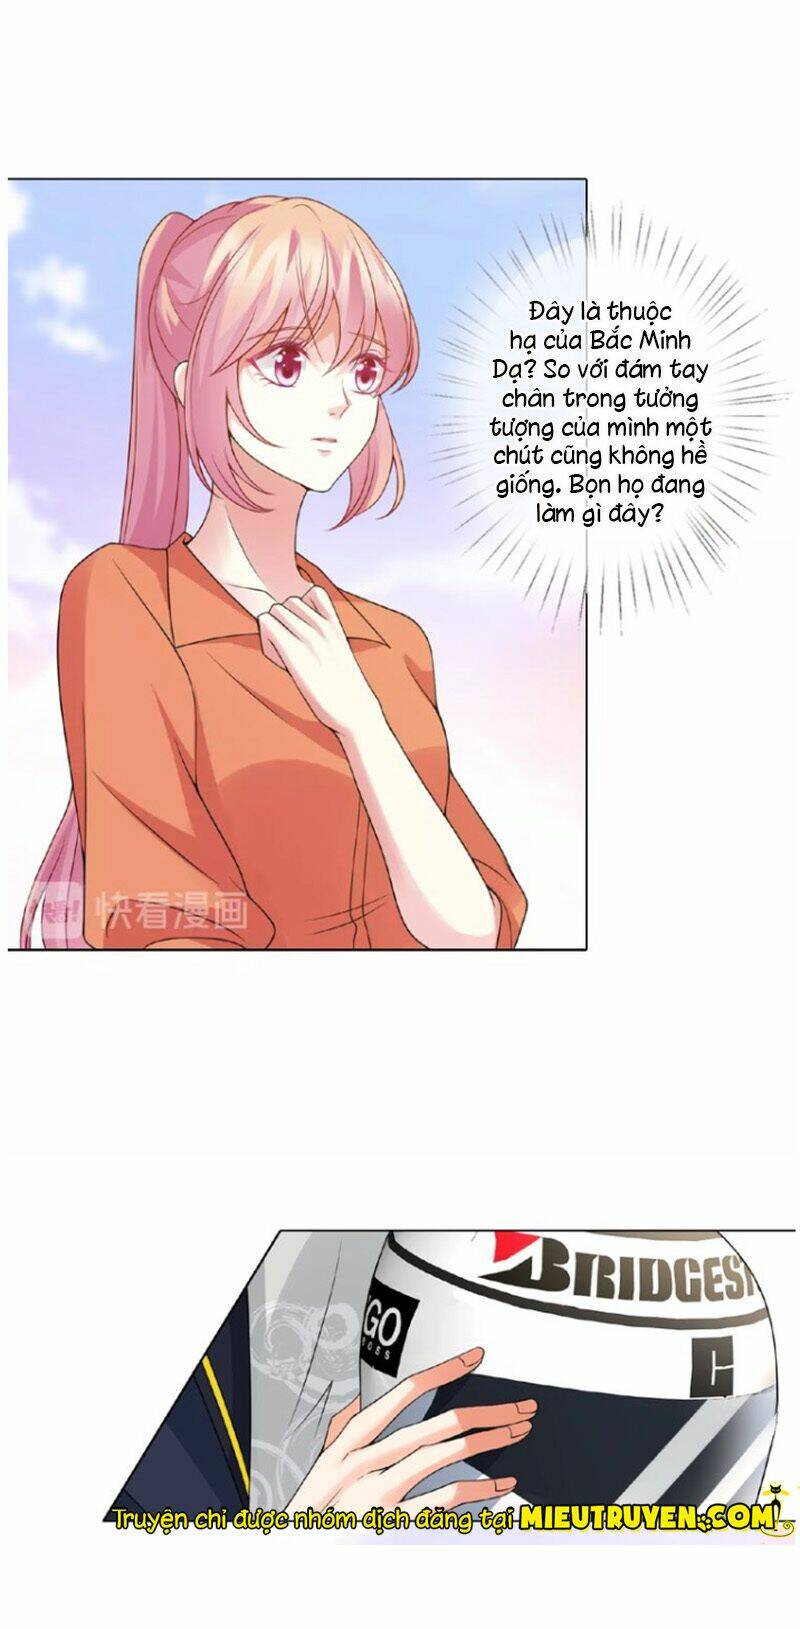 Đây là thuộc
hạ của Bắc Minh
Dạ? So với đám tay
chân trong tưởng
tượng của mình một
chút cũng không hề
giống. Bọn họ đang
làm gì đây?
快看漫画
BRIDGES
GO
BOSS
C
Truyện chỉ được nhóm dịch đăng tại MIEUTRUYEN.COM